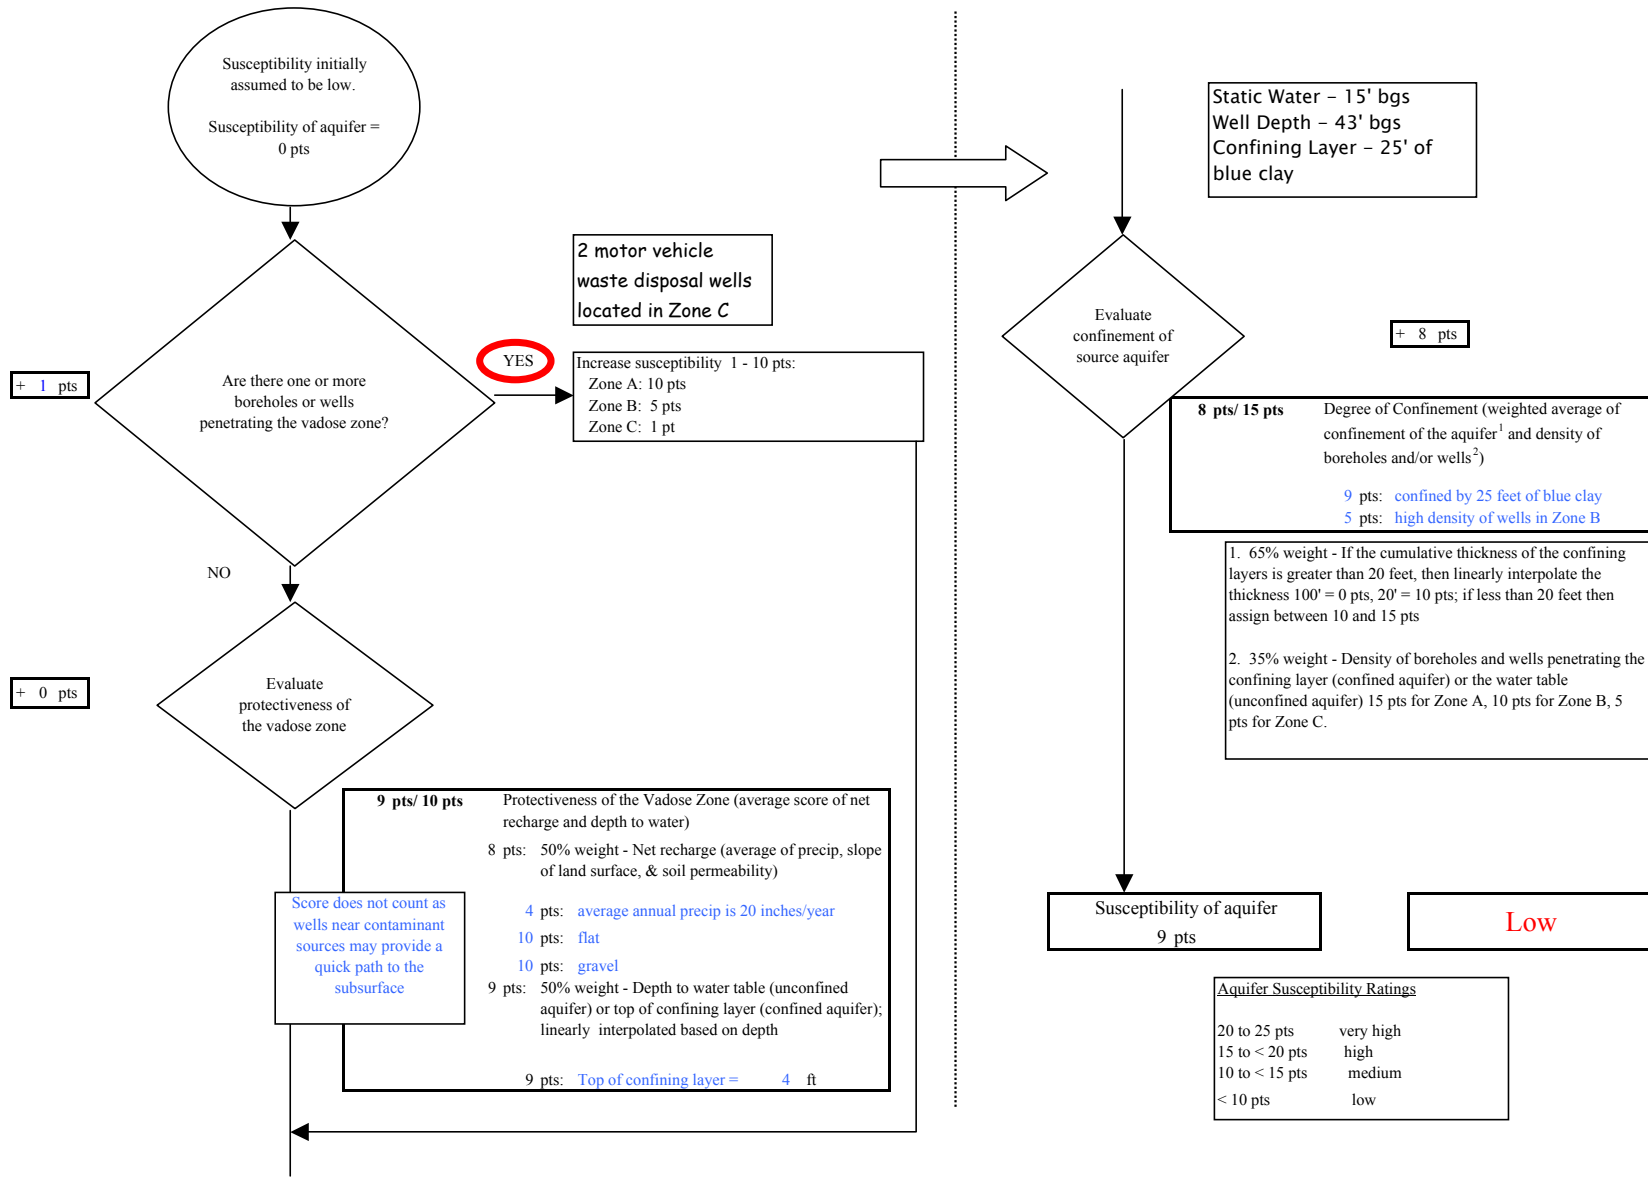 Susceptibility initially
assumed to be low.
Susceptibility of aquifer =
0 pts
2 motor vehicle
waste disposal wells
located in Zone C
YES
+ 1 pts
Are there one or more
boreholes or wells
penetrating the vadose zone?
Increase susceptibility 1 - 10 pts:
Zone A: 10 pts
Zone B: 5 pts
Zone C: 1 pt
NO
+ 0 pts
Evaluate
protectiveness of
the vadose zone
9 pts/ 10 pts Protectiveness of the Vadose Zone (average score of net
recharge and depth to water)
8 pts: 50% weight - Net recharge (average of precip, slope
of land surface, & soil permeability)
Score does not count as
wells near contaminant
sources may provide a
quick path to the
subsurface
4 pts: average annual precip is 20 inches/year
10 pts: flat
10 pts: gravel
9 pts: 50% weight - Depth to water table (unconfined
aquifer) or top of confining layer (confined aquifer);
linearly interpolated based on depth
9 pts: Top of confining layer = 4 ft
Static Water – 15' bgs
Well Depth – 43' bgs
Confining Layer – 25' of
blue clay
Evaluate
confinement of
source aquifer
+ 8 pts
8 pts/ 15 pts Degree of Confinement (weighted average of
confinement of the aquifer1 and density of
boreholes and/or wells2)
9 pts: confined by 25 feet of blue clay
5 pts: high density of wells in Zone B
1. 65% weight - If the cumulative thickness of the confining
layers is greater than 20 feet, then linearly interpolate the
thickness 100' = 0 pts, 20' = 10 pts; if less than 20 feet then
assign between 10 and 15 pts
2. 35% weight - Density of boreholes and wells penetrating the
confining layer (confined aquifer) or the water table
(unconfined aquifer) 15 pts for Zone A, 10 pts for Zone B, 5
pts for Zone C.
Susceptibility of aquifer
9 pts
Low
Aquifer Susceptibility Ratings
20 to 25 pts very high
15 to < 20 pts high
10 to < 15 pts medium
< 10 pts low